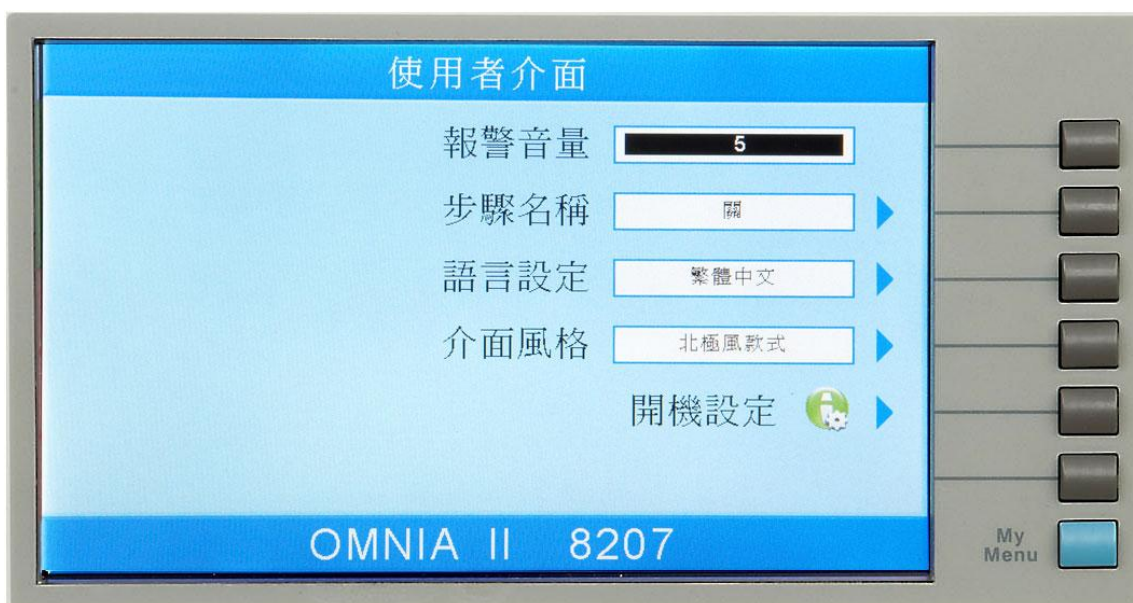 使用者介面
報警音量 5
步驟名稱 關
語言設定 繁體中文
介面風格 北極風款式
開機設定
OMNIA II 8207
My
Menu